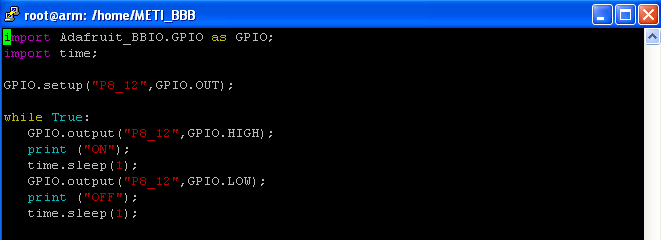 root@arm: /home/METI_BBB
import Adafruit_BBIO.GPIO as GPIO;
import time;
GPIO.setup("P8_12",GPIO.OUT);
while True:
GPIO.output("P8_12",GPIO.HIGH);
print ("ON");
time.sleep(1);
GPIO.output("P8_12",GPIO.LOW);
print ("OFF");
time.sleep(1);